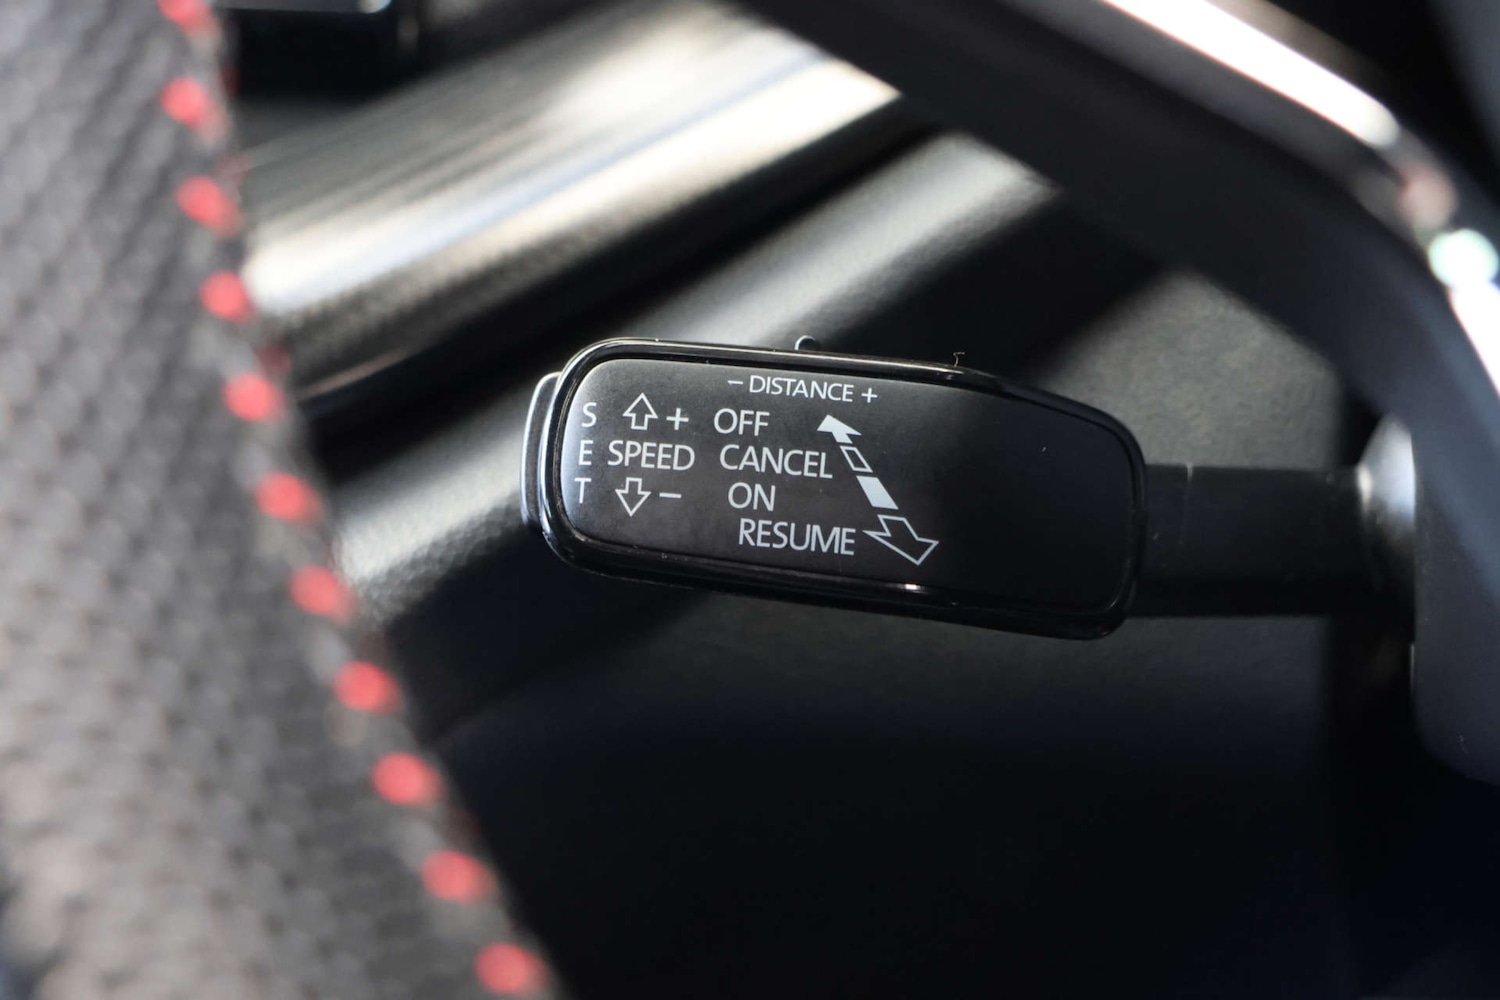 − DISTANCE +
S + OFF
E SPEED CANCEL
T − ON
RESUME